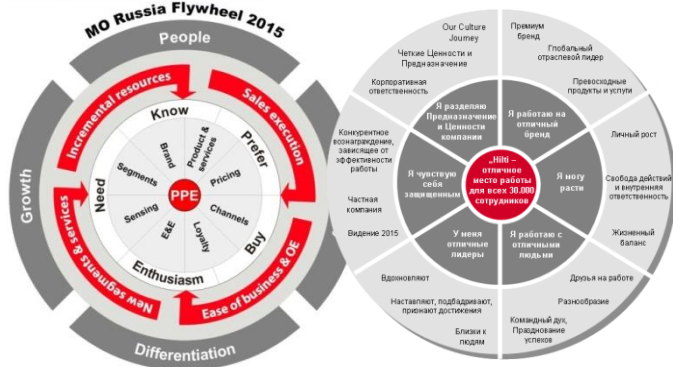 MO Russia Flywheel 2015
People
Growth
Differentiation
Incremental resources
Sales execution
Ease of business & OE
New segments & services
Know
Prefer
Buy
Enthusiasm
Need
Brand
Product &
services
Pricing
Channels
Loyalty
E&E
Sensing
Segments
PPE
Our Culture
Journey
Четкие Ценности и
Предназначение
Корпоративная
ответственность
Премиум
бренд
Глобальный
отраслевой лидер
Превосходные
продукты и услуги
Конкурентное
вознаграждение,
зависящее от
эффективности
работы
Частная
компания
Видение 2015
Личный рост
Свобода действий
и внутренняя
ответственность
Жизненный
баланс
Вдохновляют
Наставляют, подбадривают,
признают достижения
Близки к
людям
Друзья на работе
Разнообразие
Командный дух,
Празднование
успехов
Я разделяю
Предназначение
и Ценности
компании
Я работаю на
отличный
бренд
Я чувствую
себя
защищенным
Я могу
расти
У меня
отличные
лидеры
Я работаю с
отличными
людьми
„Hilti –
отличное
место работы
для всех 30.000
сотрудников